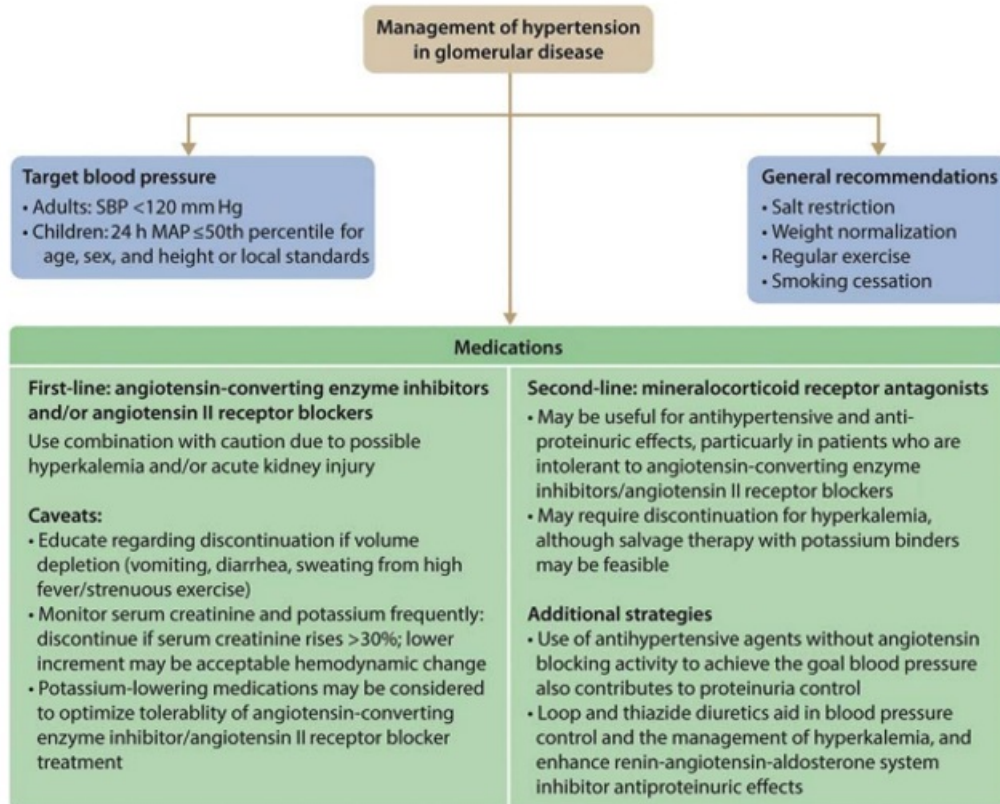 Management of hypertension
in glomerular disease
Target blood pressure
• Adults: SBP <120 mm Hg
• Children: 24 h MAP ≤50th percentile for
age, sex, and height or local standards
General recommendations
• Salt restriction
• Weight normalization
• Regular exercise
• Smoking cessation
Medications
First-line: angiotensin-converting enzyme inhibitors
and/or angiotensin II receptor blockers
Use combination with caution due to possible
hyperkalemia and/or acute kidney injury
Caveats:
• Educate regarding discontinuation if volume
depletion (vomiting, diarrhea, sweating from high
fever/strenuous exercise)
• Monitor serum creatinine and potassium frequently:
discontinue if serum creatinine rises >30%; lower
increment may be acceptable hemodynamic change
• Potassium-lowering medications may be considered
to optimize tolerablity of angiotensin-converting
enzyme inhibitor/angiotensin II receptor blocker
treatment
Second-line: mineralocorticoid receptor antagonists
• May be useful for antihypertensive and anti-
proteinuric effects, particuarly in patients who are
intolerant to angiotensin-converting enzyme
inhibitors/angiotensin II receptor blockers
• May require discontinuation for hyperkalemia,
although salvage therapy with potassium binders
may be feasible
Additional strategies
• Use of antihypertensive agents without angiotensin
blocking activity to achieve the goal blood pressure
also contributes to proteinuria control
• Loop and thiazide diuretics aid in blood pressure
control and the management of hyperkalemia, and
enhance renin-angiotensin-aldosterone system
inhibitor antiproteinuric effects